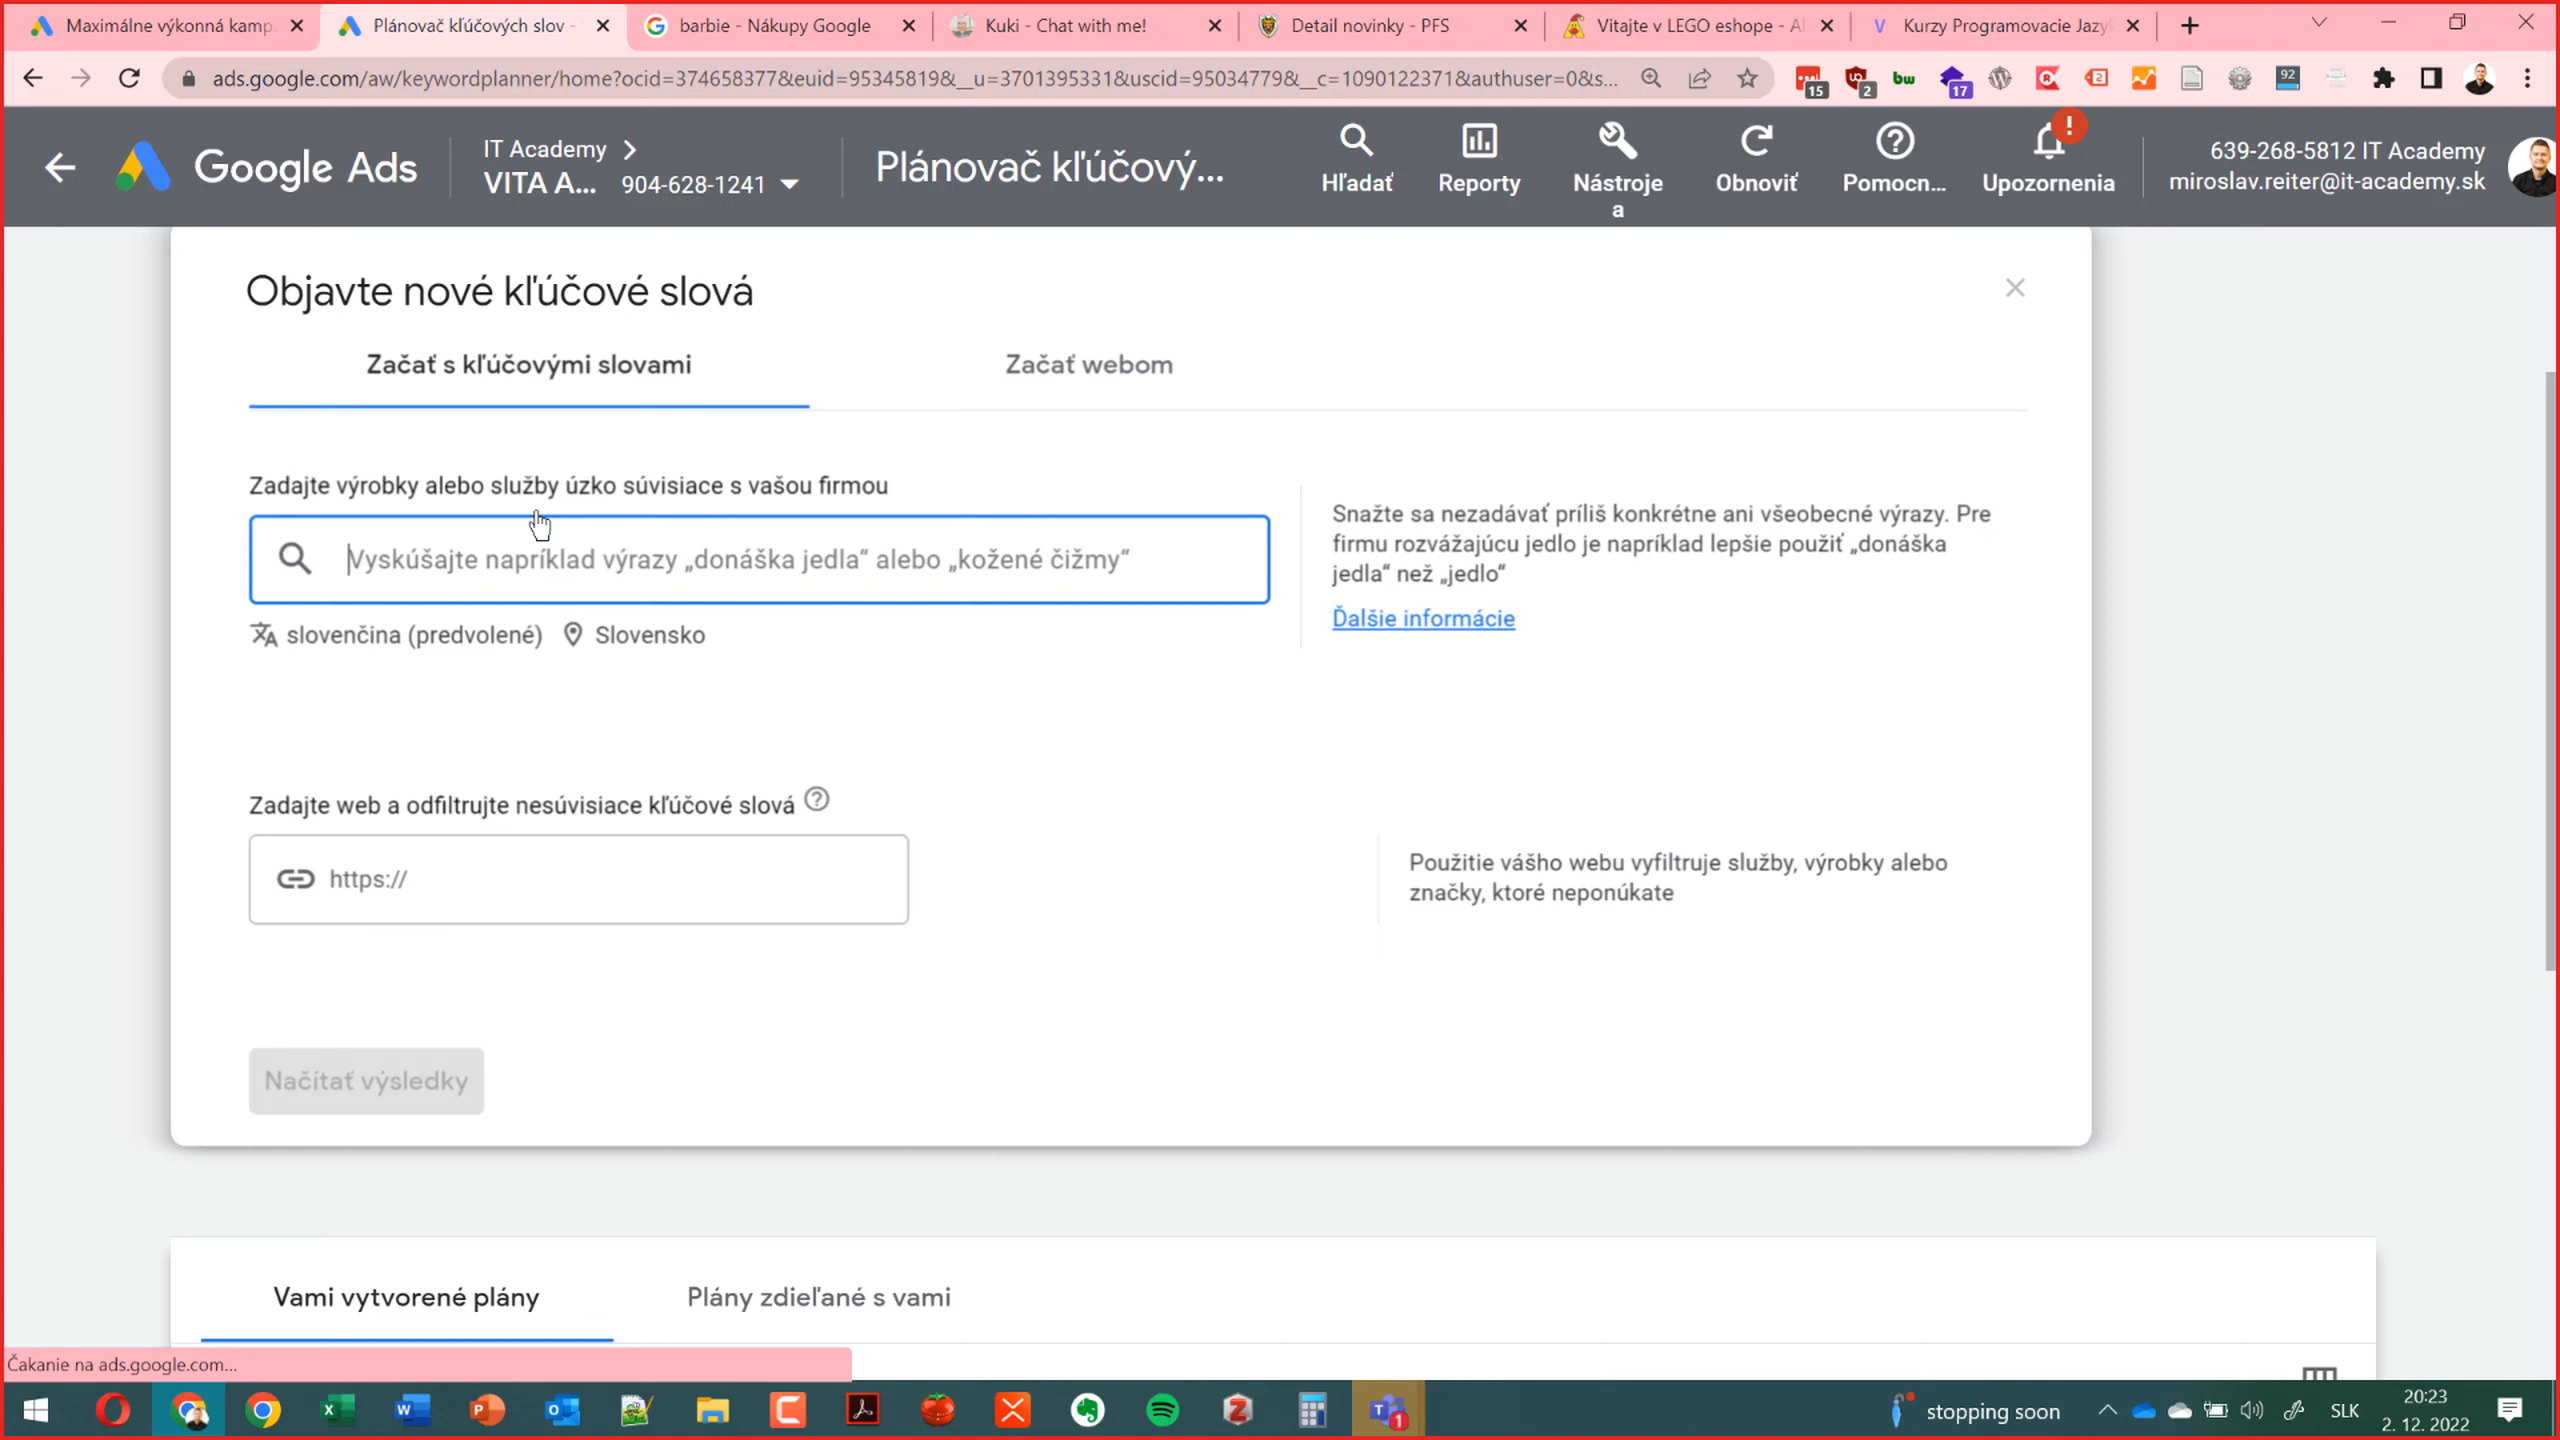 Maximálne výkonná kamp
Plánovač kľúčových slov -
barbie - Nákupy Google
Kuki - Chat with me!
Detail novinky - PFS
Vitajte v LEGO eshope - Al
Kurzy Programovacie Jazy
ads.google.com/aw/keywordplanner/home?ocid=374658377&euid=95345819&__u=3701395331&uscid=95034779&__c=1090122371&authuser=0&s...
15
2
bw
17
2
92
Google Ads
IT Academy
VITA A... 904-628-1241
Plánovač kľúčový...
Hľadať
Reporty
Nástroje
a
Obnoviť
Pomocn...
!
Upozornenia
639-268-5812 IT Academy
miroslav.reiter@it-academy.sk
Objavte nové kľúčové slová
Začať s kľúčovými slovami
Začať webom
Zadajte výrobky alebo služby úzko súvisiace s vašou firmou
Vyskúšajte napríklad výrazy „donáška jedla“ alebo „kožené čižmy“
slovenčina (predvolené)
Slovensko
Snažte sa nezadávať príliš konkrétne ani všeobecné výrazy. Pre
firmu rozvážajúcu jedlo je napríklad lepšie použiť „donáška
jedla“ než „jedlo“
Ďalšie informácie
Zadajte web a odfiltrujte nesúvisiace kľúčové slová
https://
Použitie vášho webu vyfiltruje služby, výrobky alebo
značky, ktoré neponúkate
Načítať výsledky
Vami vytvorené plány
Plány zdieľané s vami
Čakanie na ads.google.com...
stopping soon
SLK
20:23
2. 12. 2022